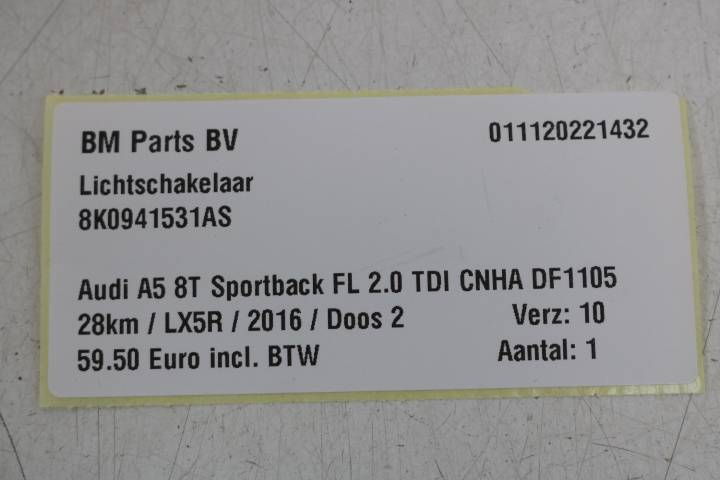 BM Parts BV 011120221432
Lichtschakelaar
8K0941531AS
Audi A5 8T Sportback FL 2.0 TDI CNHA DF1105
28km / LX5R / 2016 / Doos 2 Verz: 10
59.50 Euro incl. BTW Aantal: 1